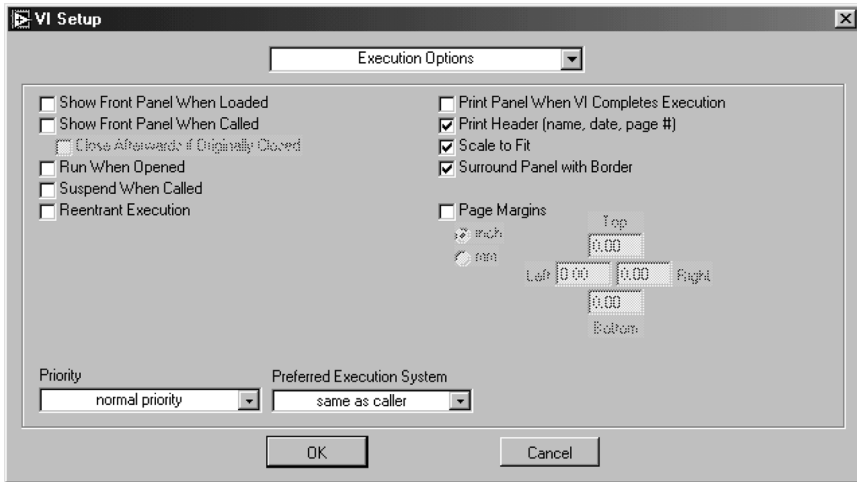 VI Setup
Execution Options
Show Front Panel When Loaded
Show Front Panel When Called
Close Afterwards if Originally Closed
Run When Opened
Suspend When Called
Reentrant Execution
Print Panel When VI Completes Execution
Print Header (name, date, page #)
Scale to Fit
Surround Panel with Border
Page Margins
inch
mm
Top
0.00
Left 0.00 0.00 Right
0.00
Bottom
Priority
normal priority
Preferred Execution System
same as caller
OK
Cancel